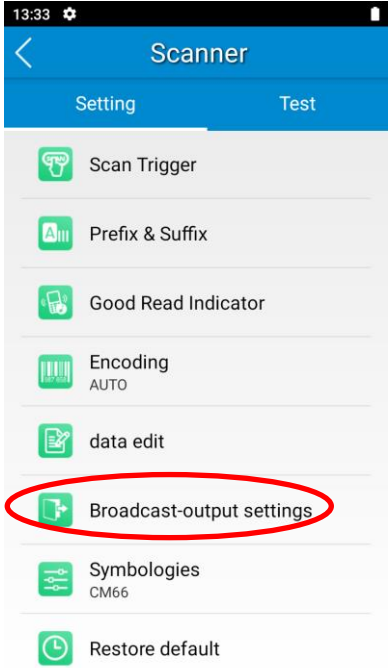 13:33
Scanner
Setting Test
Scan Trigger
Prefix & Suffix
Good Read Indicator
Encoding
AUTO
data edit
Broadcast-output settings
Symbologies
CM66
Restore default